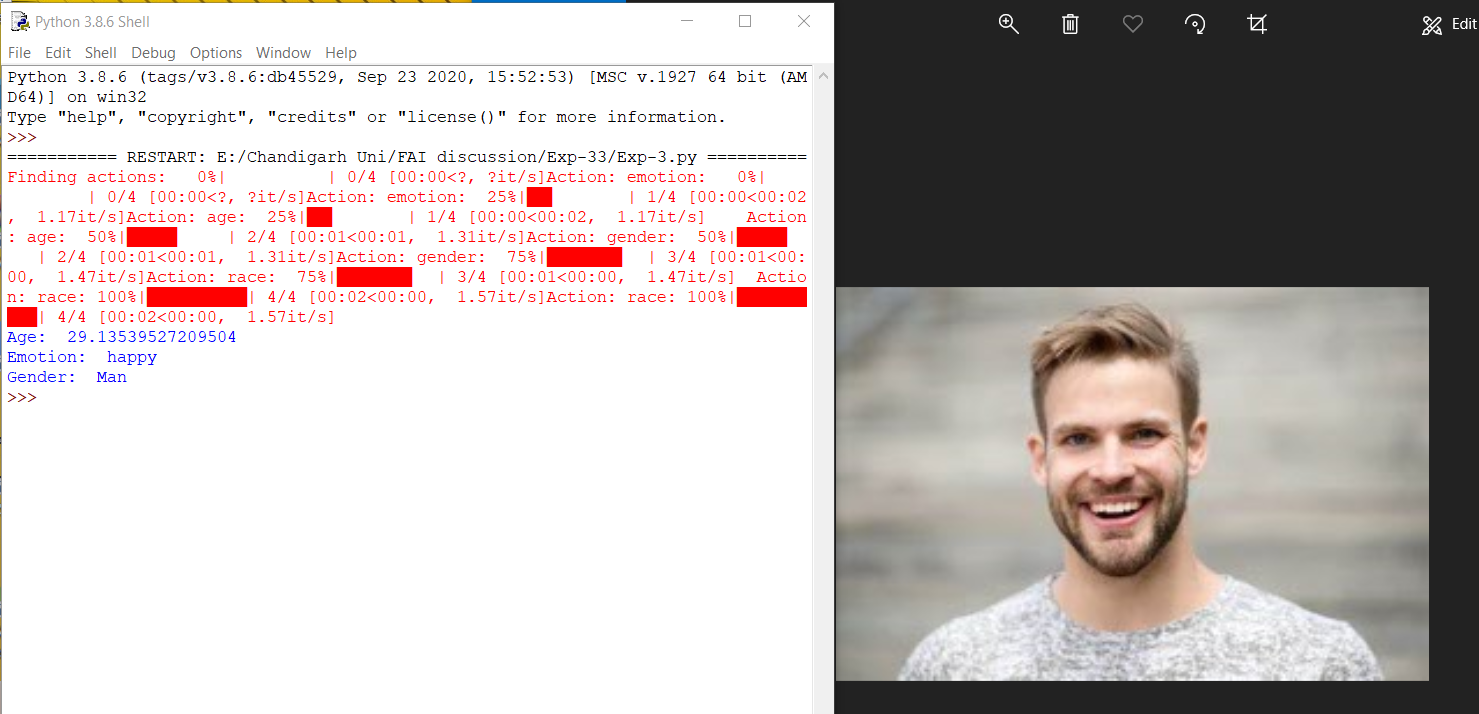 Python 3.8.6 Shell
File Edit Shell Debug Options Window Help
Python 3.8.6 (tags/v3.8.6:db45529, Sep 23 2020, 15:52:53) [MSC v.1927 64 bit (AM
D64)] on win32
Type "help", "copyright", "credits" or "license()" for more information.
>>>
=========== RESTART: E:/Chandigarh Uni/FAI discussion/Exp-33/Exp-3.py ==========
Finding actions:   0%|          | 0/4 [00:00<?, ?it/s]Action: emotion:   0%|
        | 0/4 [00:00<?, ?it/s]Action: emotion:  25%|██        | 1/4 [00:00<00:02
,  1.17it/s]Action: age:  25%|██        | 1/4 [00:00<00:02,  1.17it/s]    Action
: age:  50%|█████     | 2/4 [00:01<00:01,  1.31it/s]Action: gender:  50%|█████
   | 2/4 [00:01<00:01,  1.31it/s]Action: gender:  75%|███████   | 3/4 [00:01<00:
00,  1.47it/s]Action: race:  75%|███████   | 3/4 [00:01<00:00,  1.47it/s]  Actio
n: race: 100%|██████████| 4/4 [00:02<00:00,  1.57it/s]Action: race: 100%|███████
███| 4/4 [00:02<00:00,  1.57it/s]
Age:  29.13539527209504
Emotion:  happy
Gender:  Man
>>>
Edit